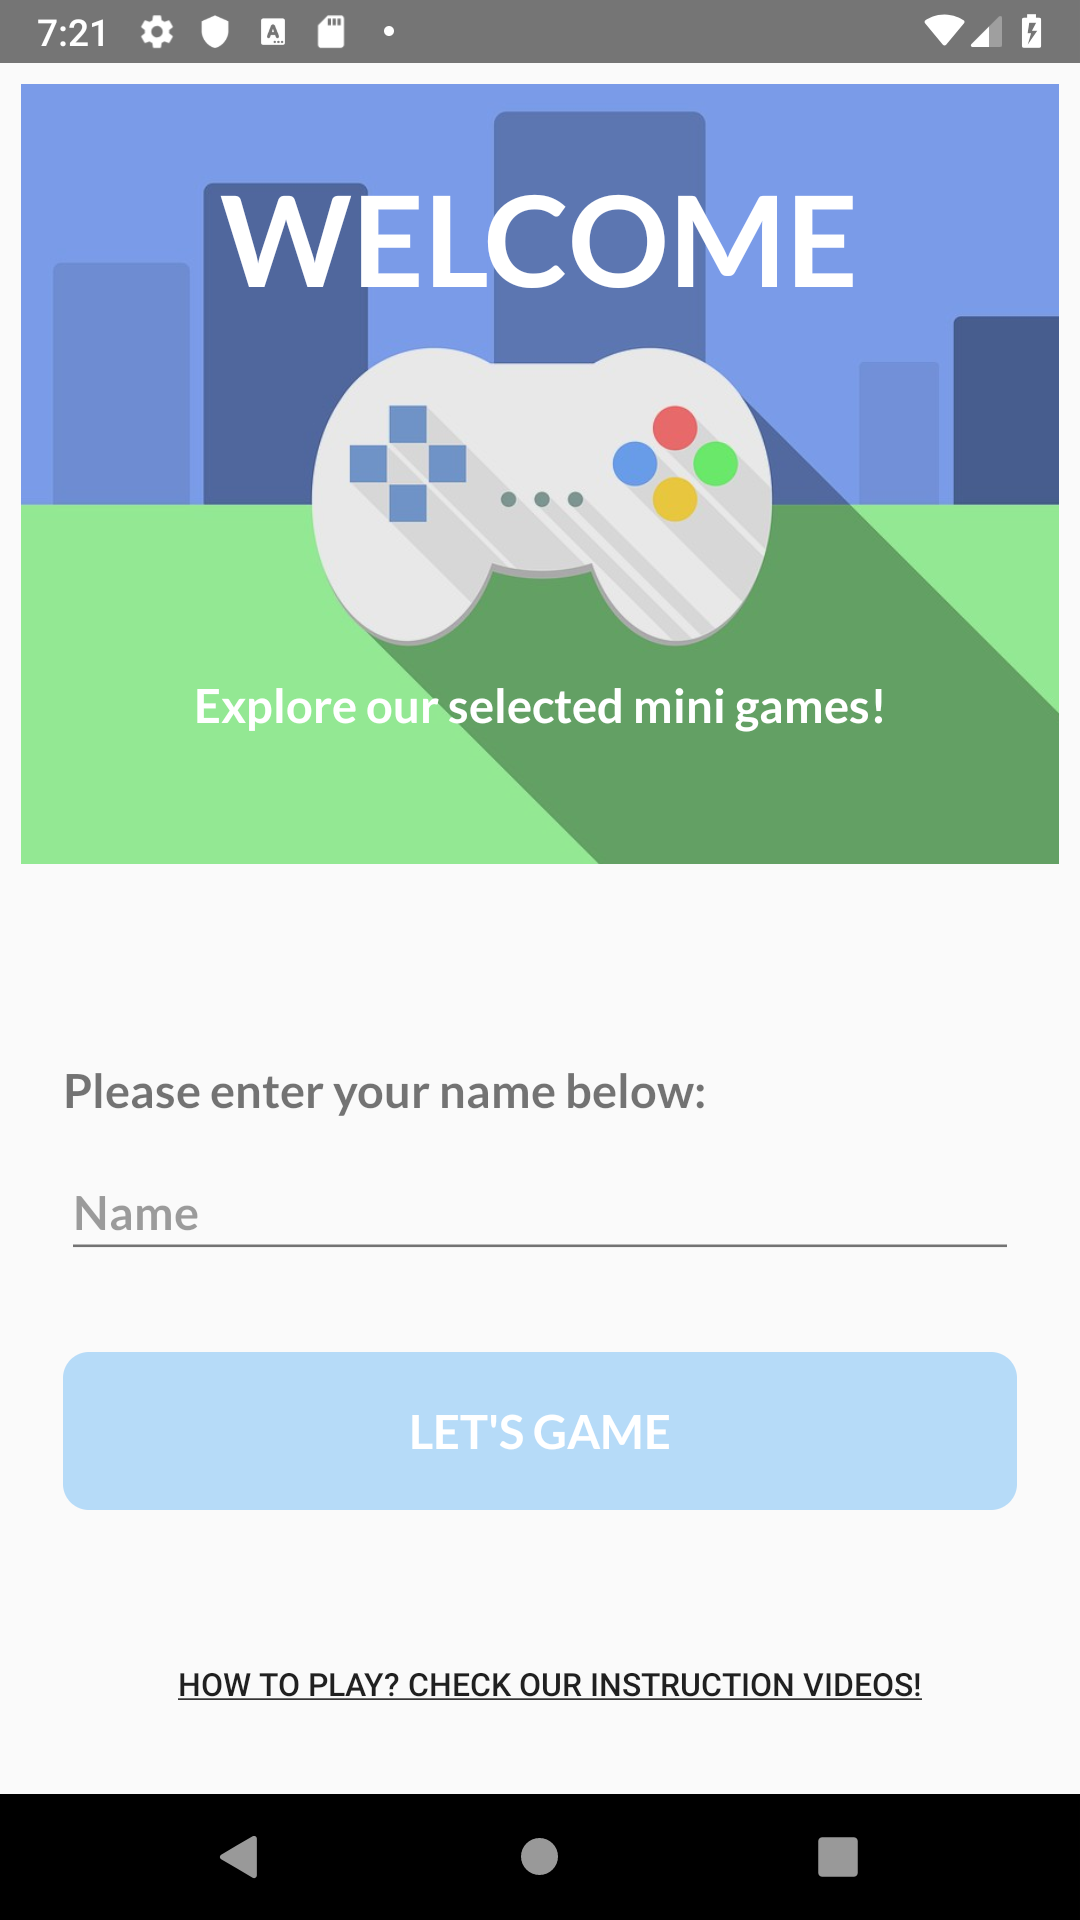 7:21
WELCOME
Explore our selected mini games!
Please enter your name below:
Name
LET'S GAME
HOW TO PLAY? CHECK OUR INSTRUCTION VIDEOS!